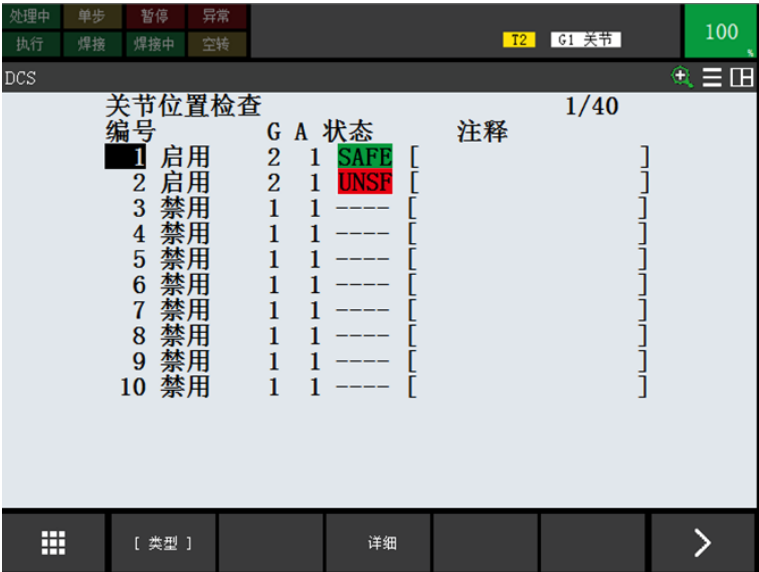 处理中 单步 暂停 异常
执行 焊接 焊接中 空转
T2 G1 关节
100 %
DCS
关节位置检查 1/40
编号 G A 状态 注释
1 启用 2 1 SAFE [ ]
2 启用 2 1 UNSF [ ]
3 禁用 1 1 ---- [ ]
4 禁用 1 1 ---- [ ]
5 禁用 1 1 ---- [ ]
6 禁用 1 1 ---- [ ]
7 禁用 1 1 ---- [ ]
8 禁用 1 1 ---- [ ]
9 禁用 1 1 ---- [ ]
10 禁用 1 1 ---- [ ]
[ 类型 ] 详细